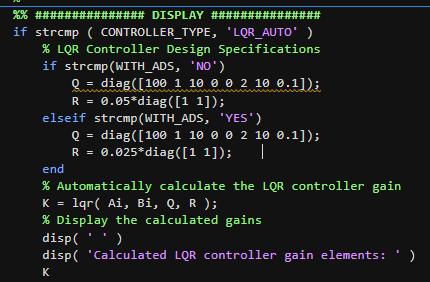 %% ############### DISPLAY ###############
if strcmp ( CONTROLLER_TYPE, 'LQR_AUTO' )
% LQR Controller Design Specifications
if strcmp(WITH_ADS, 'NO')
Q = diag([100 1 10 0 0 2 10 0.1]);
R = 0.05*diag([1 1]);
elseif strcmp(WITH_ADS, 'YES')
Q = diag([100 1 10 0 0 2 10 0.1]);
R = 0.025*diag([1 1]);
end
% Automatically calculate the LQR controller gain
K = lqr( Ai, Bi, Q, R );
% Display the calculated gains
disp( ' ' )
disp( 'Calculated LQR controller gain elements: ' )
K